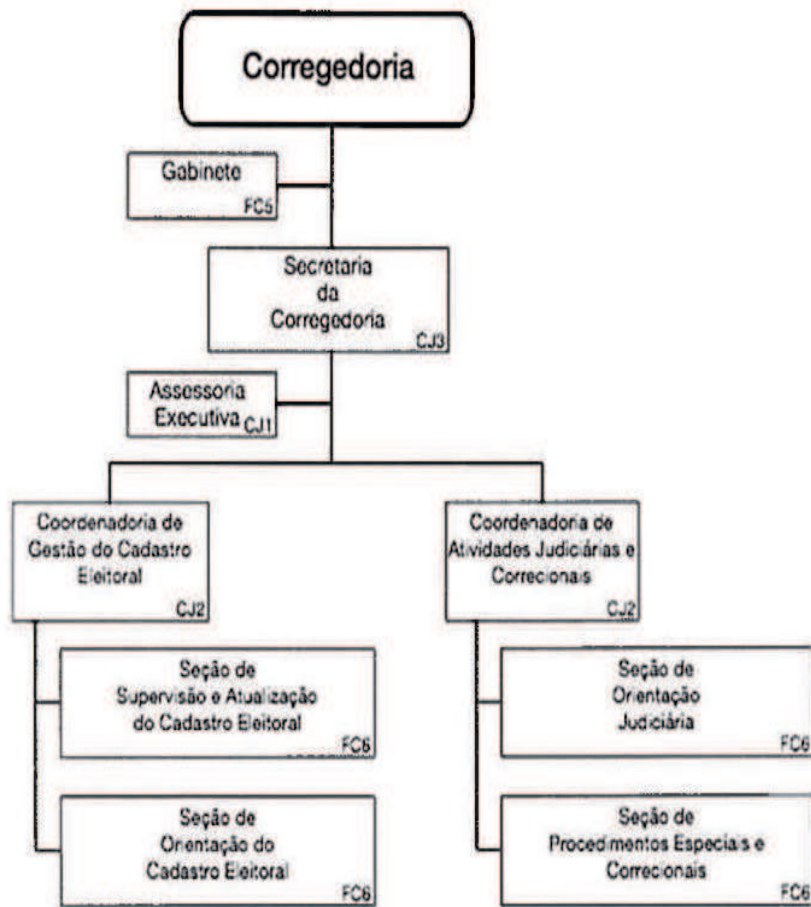 Corregedoria
Gabinete
FC5
Secretaria
da
Corregedoria
CJ3
Assessoria
Executiva CJ1
Coordenadoria de
Gestão do Cadastro
Eleitoral
CJ2
Coordenadoria de
Atividades Judiciárias e
Correcionais
CJ2
Seção de
Supervisão e Atualização
do Cadastro Eleitoral
FC6
Seção de
Orientação
Judiciária
FC6
Seção de
Orientação do
Cadastro Eleitoral
FC6
Seção de
Procedimentos Especiais e
Correcionais
FC6